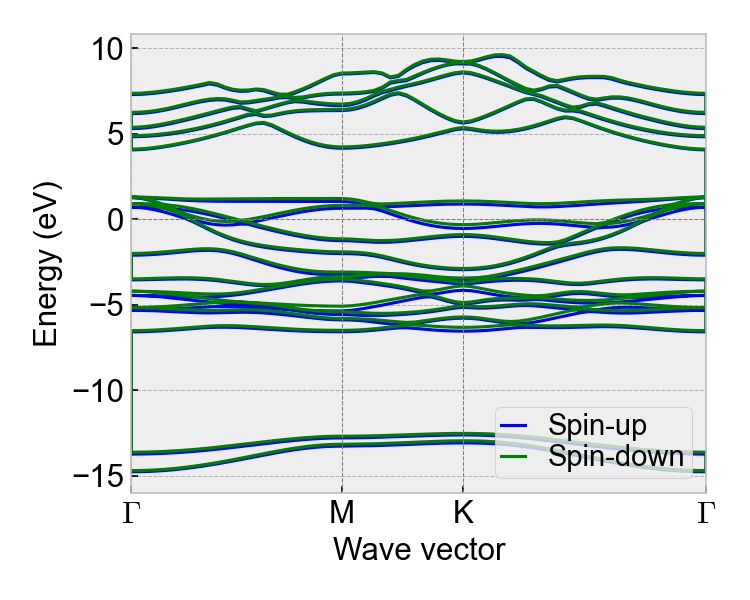 10
5
0
−5
−10
−15
Energy (eV)
Spin-up
Spin-down
Γ M K Γ
Wave vector